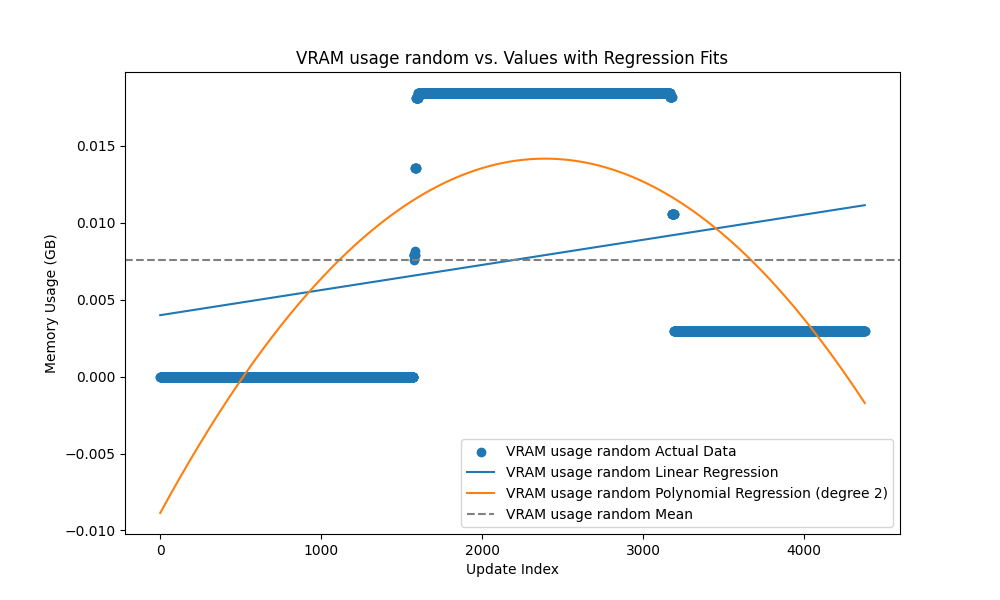 VRAM usage random vs. Values with Regression Fits
Memory Usage (GB)
0.015
0.010
0.005
0.000
−0.005
−0.010
0 1000 2000 3000 4000
Update Index
VRAM usage random Actual Data
VRAM usage random Linear Regression
VRAM usage random Polynomial Regression (degree 2)
VRAM usage random Mean